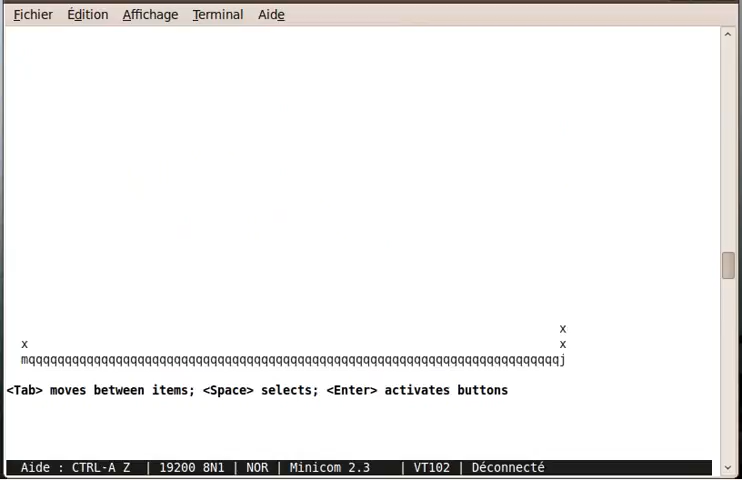 Fichier Édition Affichage Terminal Aide
x
x x
mqqqqqqqqqqqqqqqqqqqqqqqqqqqqqqqqqqqqqqqqqqqqqqqqqqqqqqqqqqqqqqqqqqqqqqqqqj
<Tab> moves between items; <Space> selects; <Enter> activates buttons
Aide : CTRL-A Z | 19200 8N1 | NOR | Minicom 2.3 | VT102 | Déconnecté